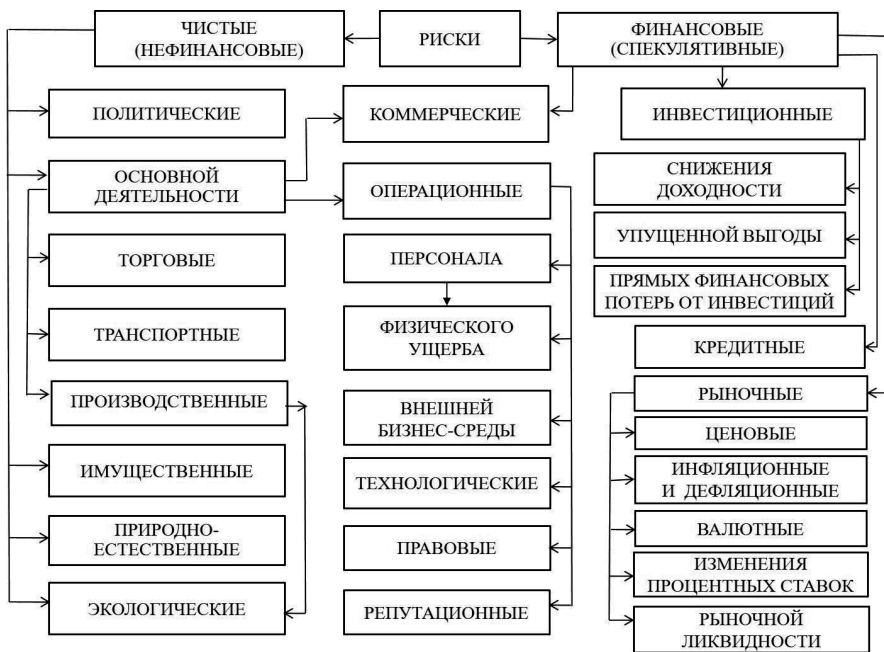 ЧИСТЫЕ
(НЕФИНАНСОВЫЕ)
РИСКИ
ФИНАНСОВЫЕ
(СПЕКУЛЯТИВНЫЕ)
ПОЛИТИЧЕСКИЕ
ОСНОВНОЙ
ДЕЯТЕЛЬНОСТИ
ТОРГОВЫЕ
ТРАНСПОРТНЫЕ
ПРОИЗВОДСТВЕННЫЕ
ИМУЩЕСТВЕННЫЕ
ПРИРОДНО-
ЕСТЕСТВЕННЫЕ
ЭКОЛОГИЧЕСКИЕ
КОММЕРЧЕСКИЕ
ОПЕРАЦИОННЫЕ
ПЕРСОНАЛА
ФИЗИЧЕСКОГО
УЩЕРБА
ВНЕШНЕЙ
БИЗНЕС-СРЕДЫ
ТЕХНОЛОГИЧЕСКИЕ
ПРАВОВЫЕ
РЕПУТАЦИОННЫЕ
ИНВЕСТИЦИОННЫЕ
СНИЖЕНИЯ
ДОХОДНОСТИ
УПУЩЕННОЙ ВЫГОДЫ
ПРЯМЫХ ФИНАНСОВЫХ
ПОТЕРЬ ОТ ИНВЕСТИЦИЙ
КРЕДИТНЫЕ
РЫНОЧНЫЕ
ЦЕНОВЫЕ
ИНФЛЯЦИОННЫЕ
И ДЕФЛЯЦИОННЫЕ
ВАЛЮТНЫЕ
ИЗМЕНЕНИЯ
ПРОЦЕНТНЫХ СТАВОК
РЫНОЧНОЙ
ЛИКВИДНОСТИ